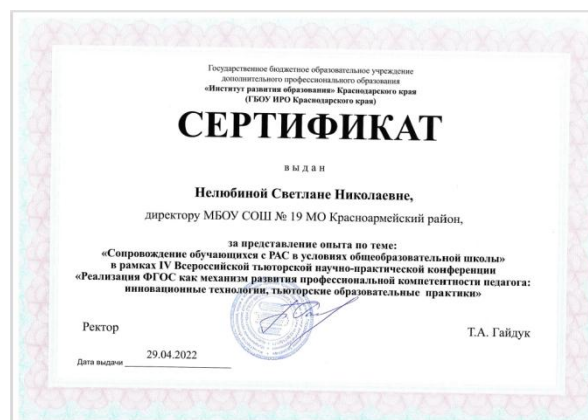 Государственное бюджетное образовательное учреждение
дополнительного профессионального образования
«Институт развития образования» Краснодарского края
(ГБОУ ИРО Краснодарского края)
СЕРТИФИКАТ
выдан
Нелюбиной Светлане Николаевне,
директору МБОУ СОШ № 19 МО Красноармейский район,
за представление опыта по теме:
«Сопровождение обучающихся с РАС в условиях общеобразовательной школы»
в рамках IV Всероссийской тьюторской научно-практической конференции
«Реализация ФГОС как механизм развития профессиональной компетентности педагога:
инновационные технологии, тьюторские образовательные практики»
Ректор
Т.А. Гайдук
Дата выдачи 29.04.2022